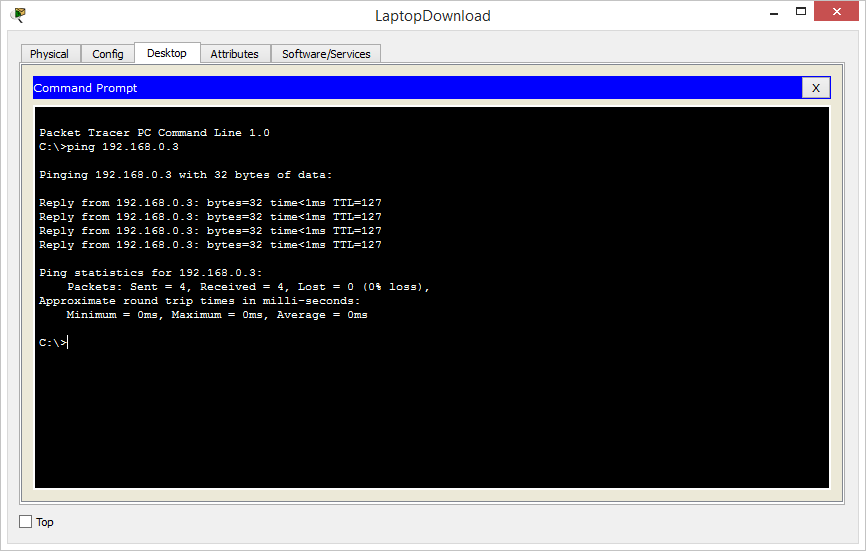 LaptopDownload
Physical Config Desktop Attributes Software/Services
Command Prompt X
Packet Tracer PC Command Line 1.0
C:\>ping 192.168.0.3
Pinging 192.168.0.3 with 32 bytes of data:
Reply from 192.168.0.3: bytes=32 time<1ms TTL=127
Reply from 192.168.0.3: bytes=32 time<1ms TTL=127
Reply from 192.168.0.3: bytes=32 time<1ms TTL=127
Reply from 192.168.0.3: bytes=32 time<1ms TTL=127
Ping statistics for 192.168.0.3:
Packets: Sent = 4, Received = 4, Lost = 0 (0% loss),
Approximate round trip times in milli-seconds:
Minimum = 0ms, Maximum = 0ms, Average = 0ms
C:\>
Top